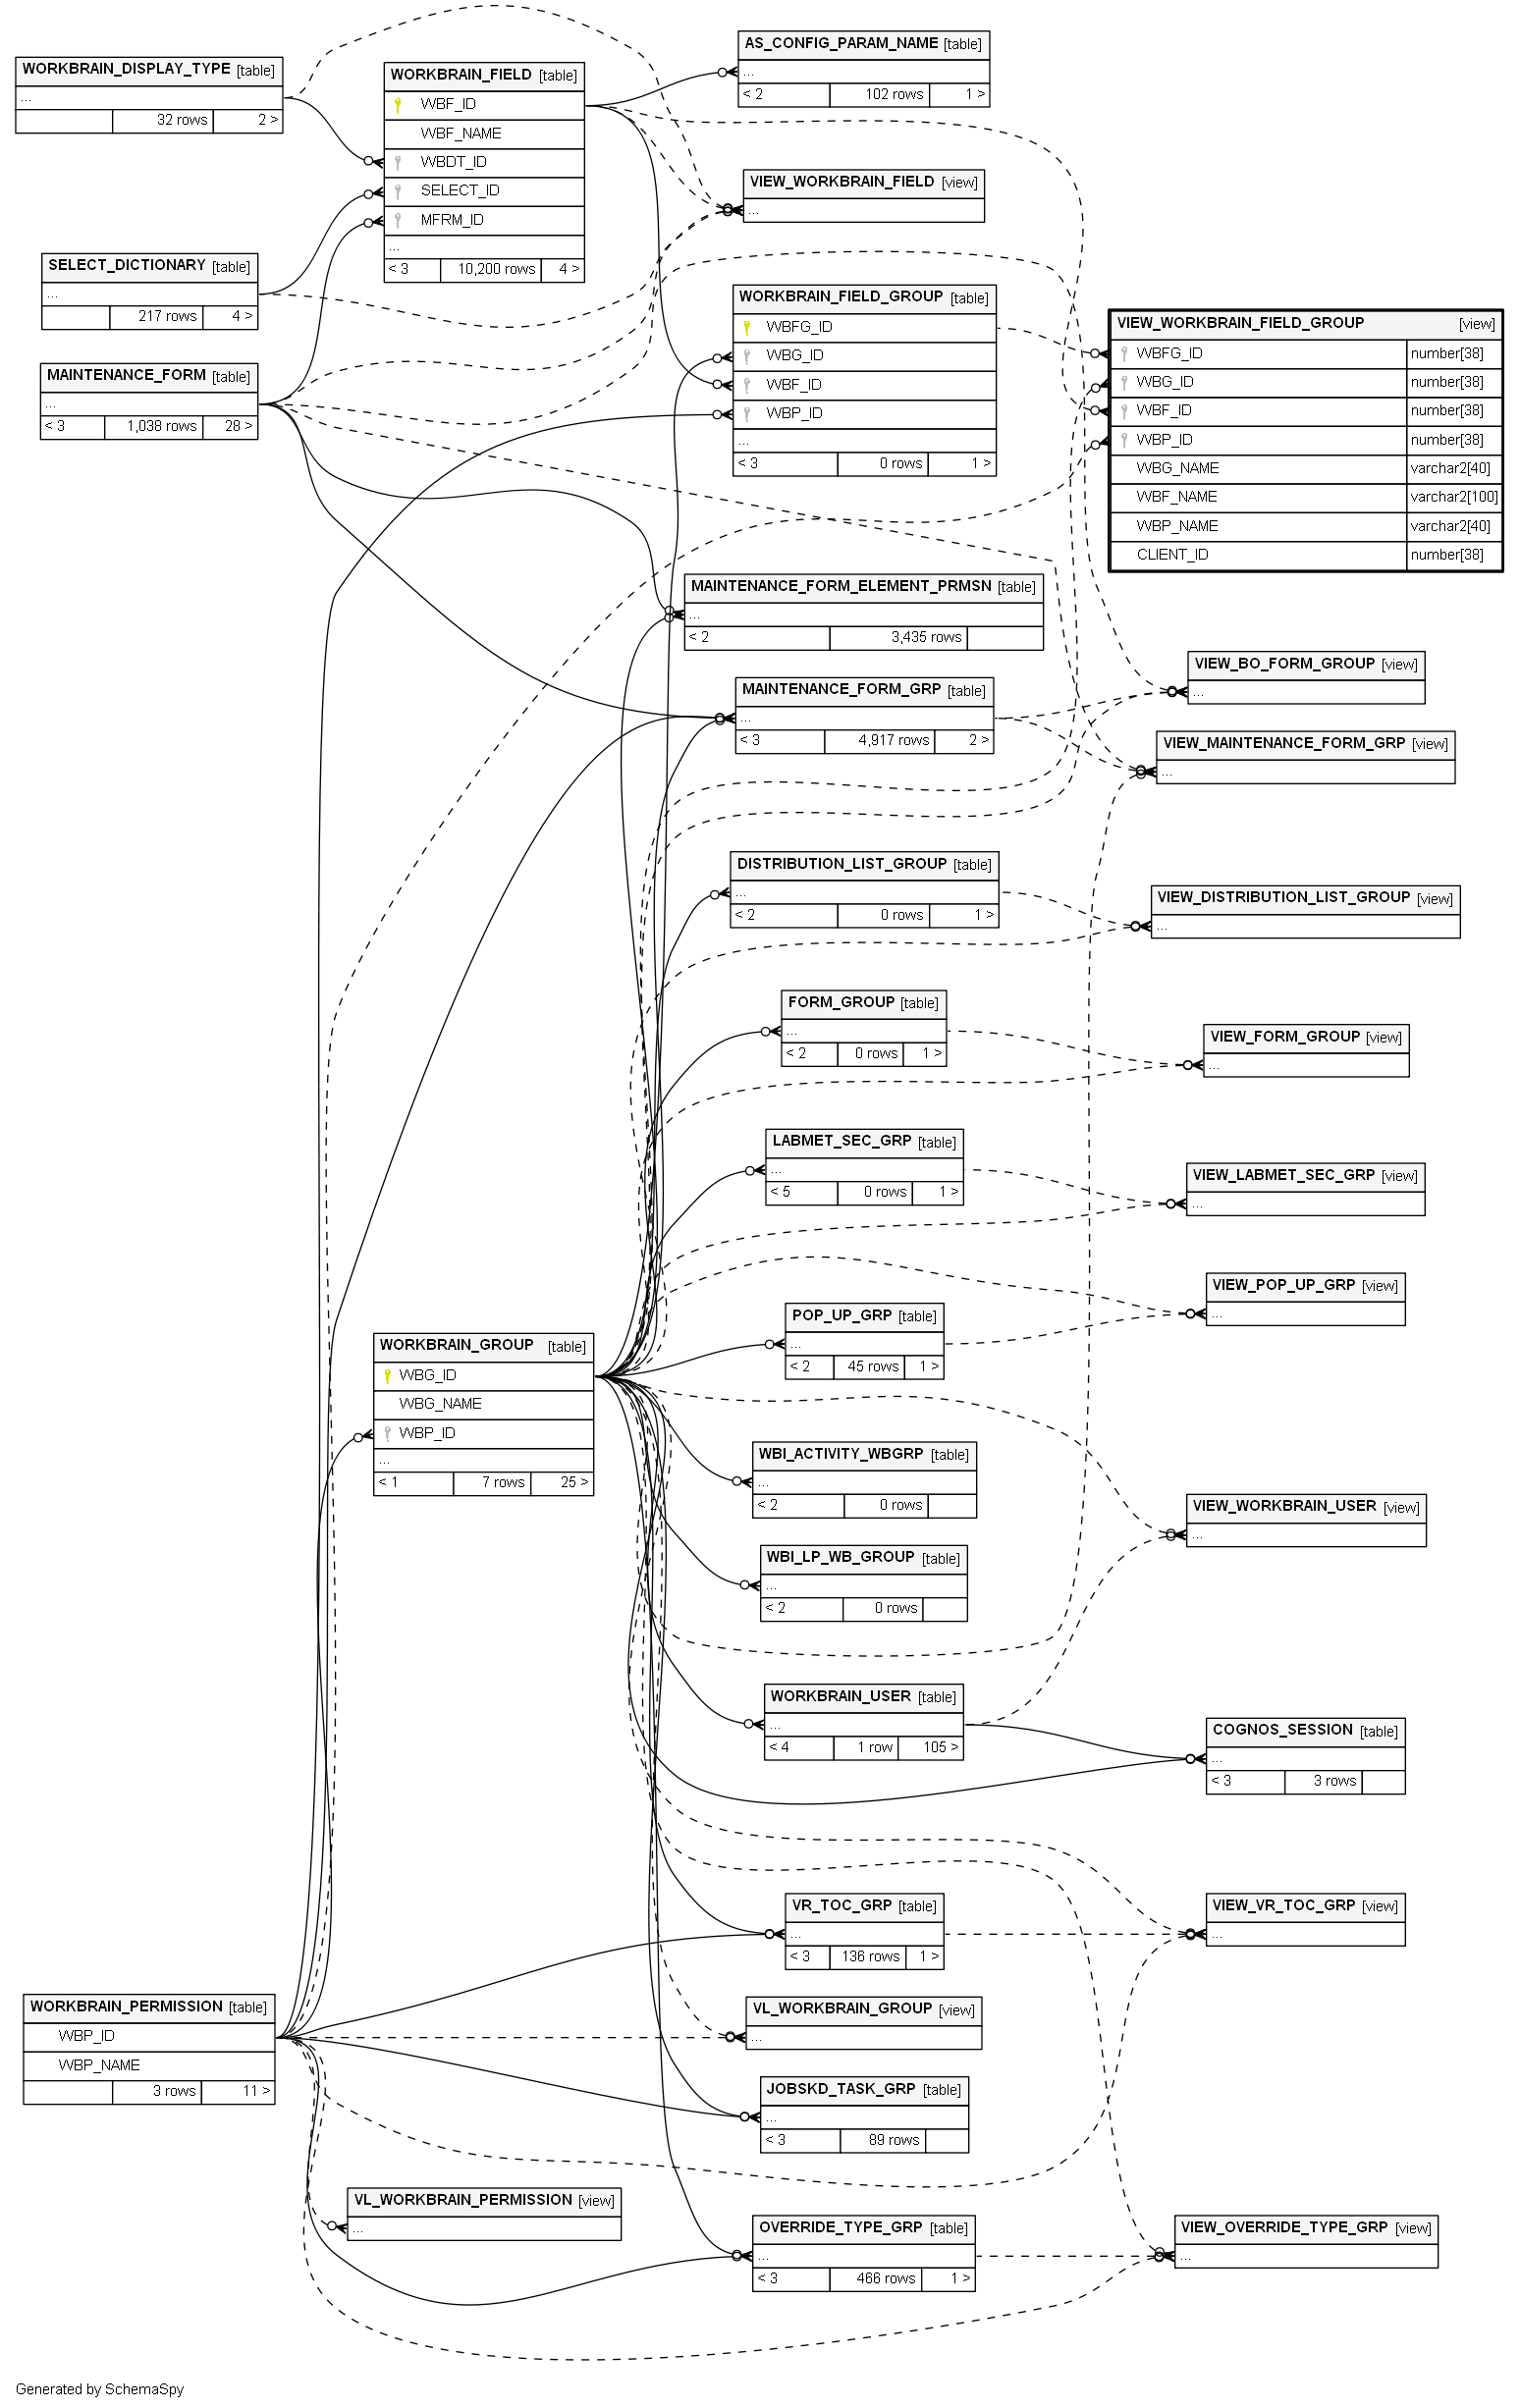 WORKBRAIN_DISPLAY_TYPE [table]
...
32 rows 2 >
SELECT_DICTIONARY [table]
...
217 rows 4 >
MAINTENANCE_FORM [table]
...
< 3 1,038 rows 28 >
WORKBRAIN_FIELD [table]
WBF_ID
WBF_NAME
WBDT_ID
SELECT_ID
MFRM_ID
...
< 3 10,200 rows 4 >
AS_CONFIG_PARAM_NAME [table]
...
< 2 102 rows 1 >
VIEW_WORKBRAIN_FIELD [view]
...
WORKBRAIN_FIELD_GROUP [table]
WBFG_ID
WBG_ID
WBF_ID
WBP_ID
...
< 3 0 rows 1 >
VIEW_WORKBRAIN_FIELD_GROUP [view]
WBFG_ID number[38]
WBG_ID number[38]
WBF_ID number[38]
WBP_ID number[38]
WBG_NAME varchar2[40]
WBF_NAME varchar2[100]
WBP_NAME varchar2[40]
CLIENT_ID number[38]
MAINTENANCE_FORM_ELEMENT_PRMSN [table]
...
< 2 3,435 rows
MAINTENANCE_FORM_GRP [table]
...
< 3 4,917 rows 2 >
VIEW_BO_FORM_GROUP [view]
...
VIEW_MAINTENANCE_FORM_GRP [view]
...
DISTRIBUTION_LIST_GROUP [table]
...
< 2 0 rows 1 >
VIEW_DISTRIBUTION_LIST_GROUP [view]
...
FORM_GROUP [table]
...
< 2 0 rows 1 >
VIEW_FORM_GROUP [view]
...
LABMET_SEC_GRP [table]
...
< 5 0 rows 1 >
VIEW_LABMET_SEC_GRP [view]
...
POP_UP_GRP [table]
...
< 2 45 rows 1 >
VIEW_POP_UP_GRP [view]
...
WORKBRAIN_GROUP [table]
WBG_ID
WBG_NAME
WBP_ID
...
< 1 7 rows 25 >
WBI_ACTIVITY_WBGRP [table]
...
< 2 0 rows
VIEW_WORKBRAIN_USER [view]
...
WBI_LP_WB_GROUP [table]
...
< 2 0 rows
WORKBRAIN_USER [table]
...
< 4 1 row 105 >
COGNOS_SESSION [table]
...
< 3 3 rows
VR_TOC_GRP [table]
...
< 3 136 rows 1 >
VIEW_VR_TOC_GRP [view]
...
WORKBRAIN_PERMISSION [table]
WBP_ID
WBP_NAME
3 rows 11 >
VL_WORKBRAIN_GROUP [view]
...
JOBSKD_TASK_GRP [table]
...
< 3 89 rows
VL_WORKBRAIN_PERMISSION [view]
...
OVERRIDE_TYPE_GRP [table]
...
< 3 466 rows 1 >
VIEW_OVERRIDE_TYPE_GRP [view]
...
Generated by SchemaSpy